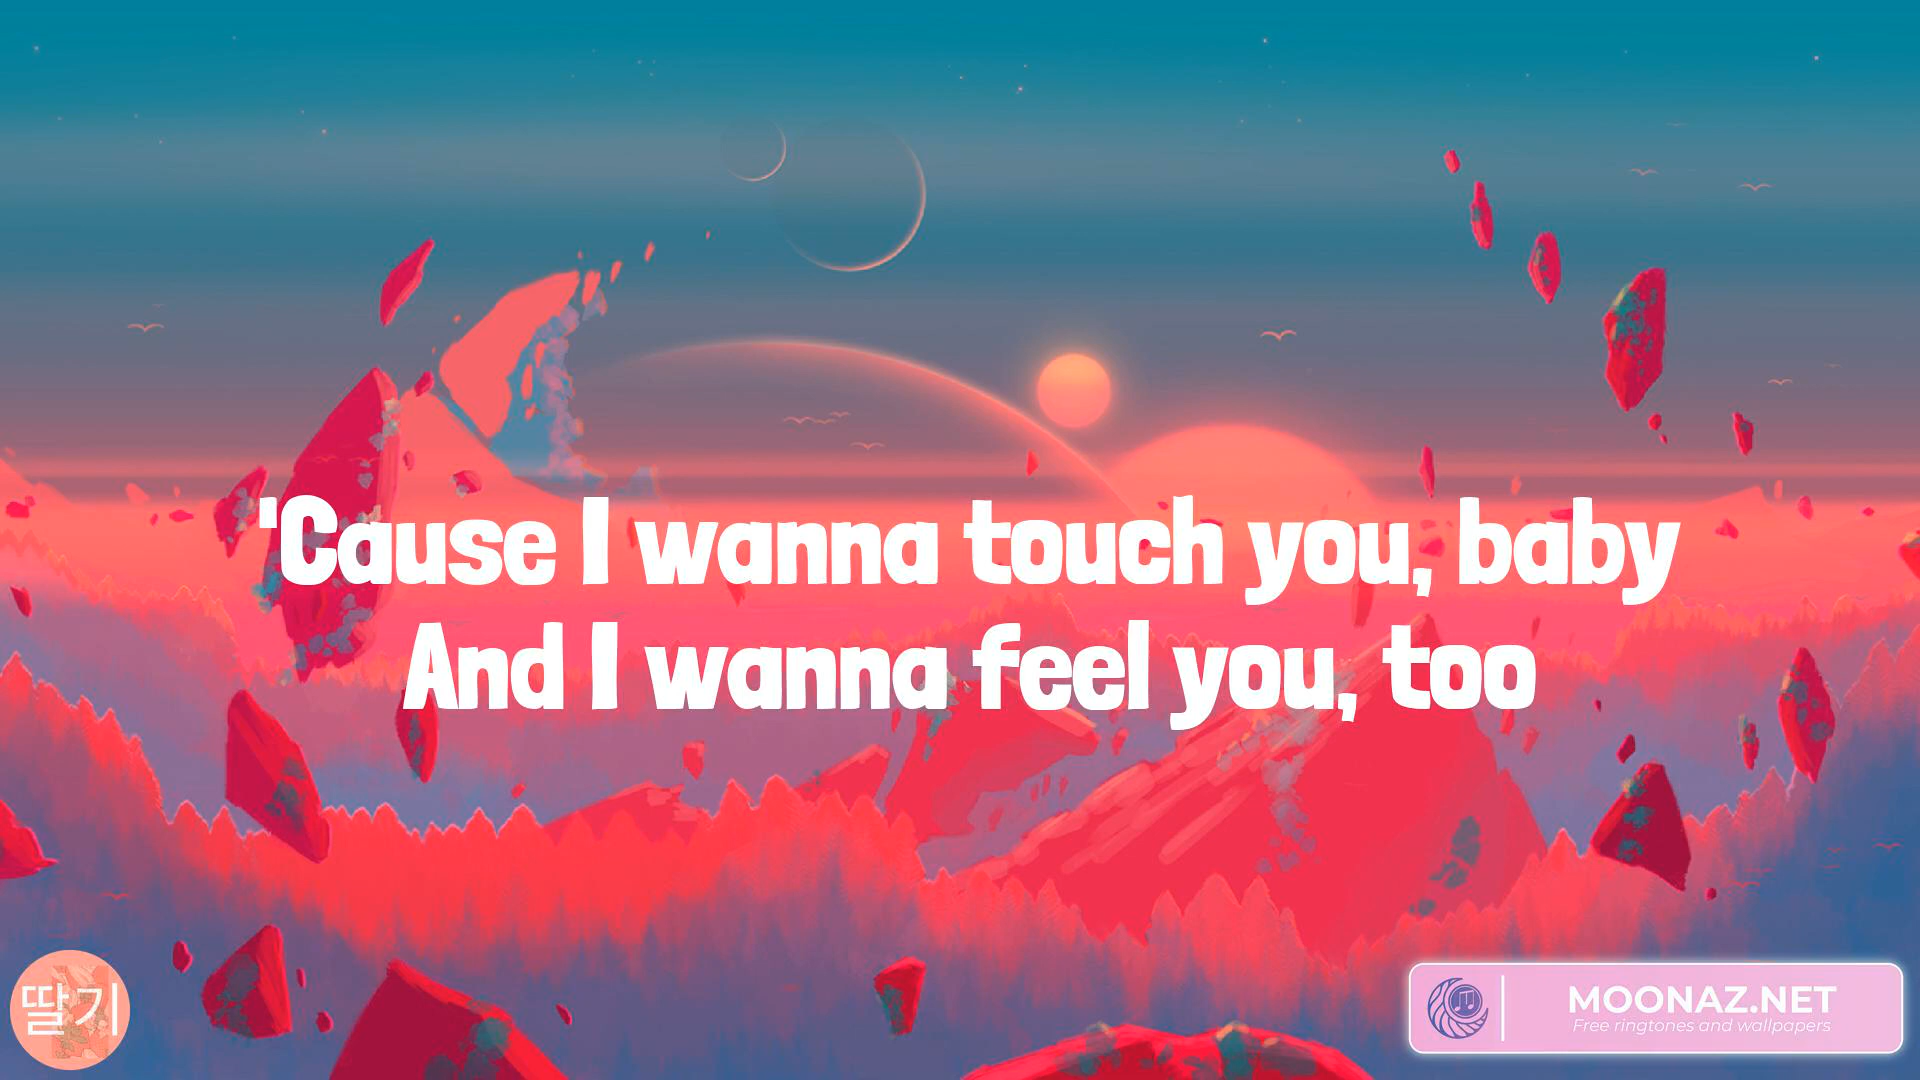 'Cause I wanna touch you, baby
And I wanna feel you, too
딸기
MOONAZ.NET
Free ringtones and wallpapers